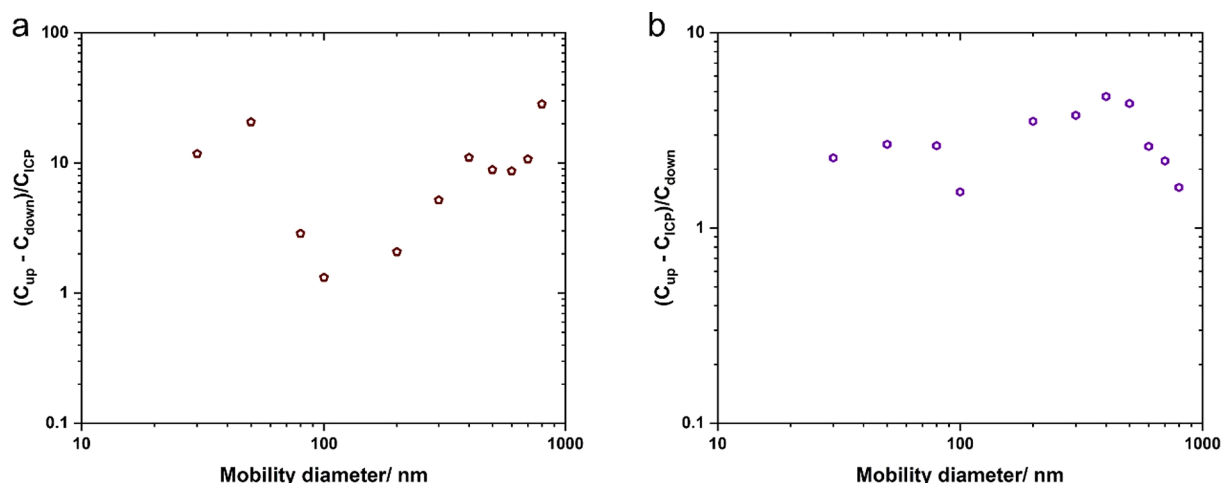 a
100
10
1
0.1
10
100
1000
(C_up - C_down)/C_ICP
Mobility diameter/ nm
b
10
1
0.1
10
100
1000
(C_up - C_ICP)/C_down
Mobility diameter/ nm